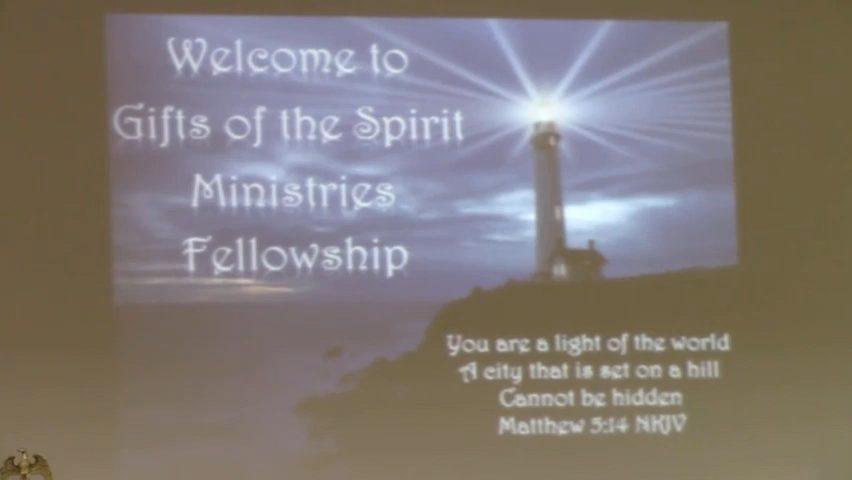 Welcome to
Gifts of the Spirit
Ministries
Fellowship
You are a light of the world
A city that is set on a hill
Cannot be hidden
Matthew 5:14 NKJV